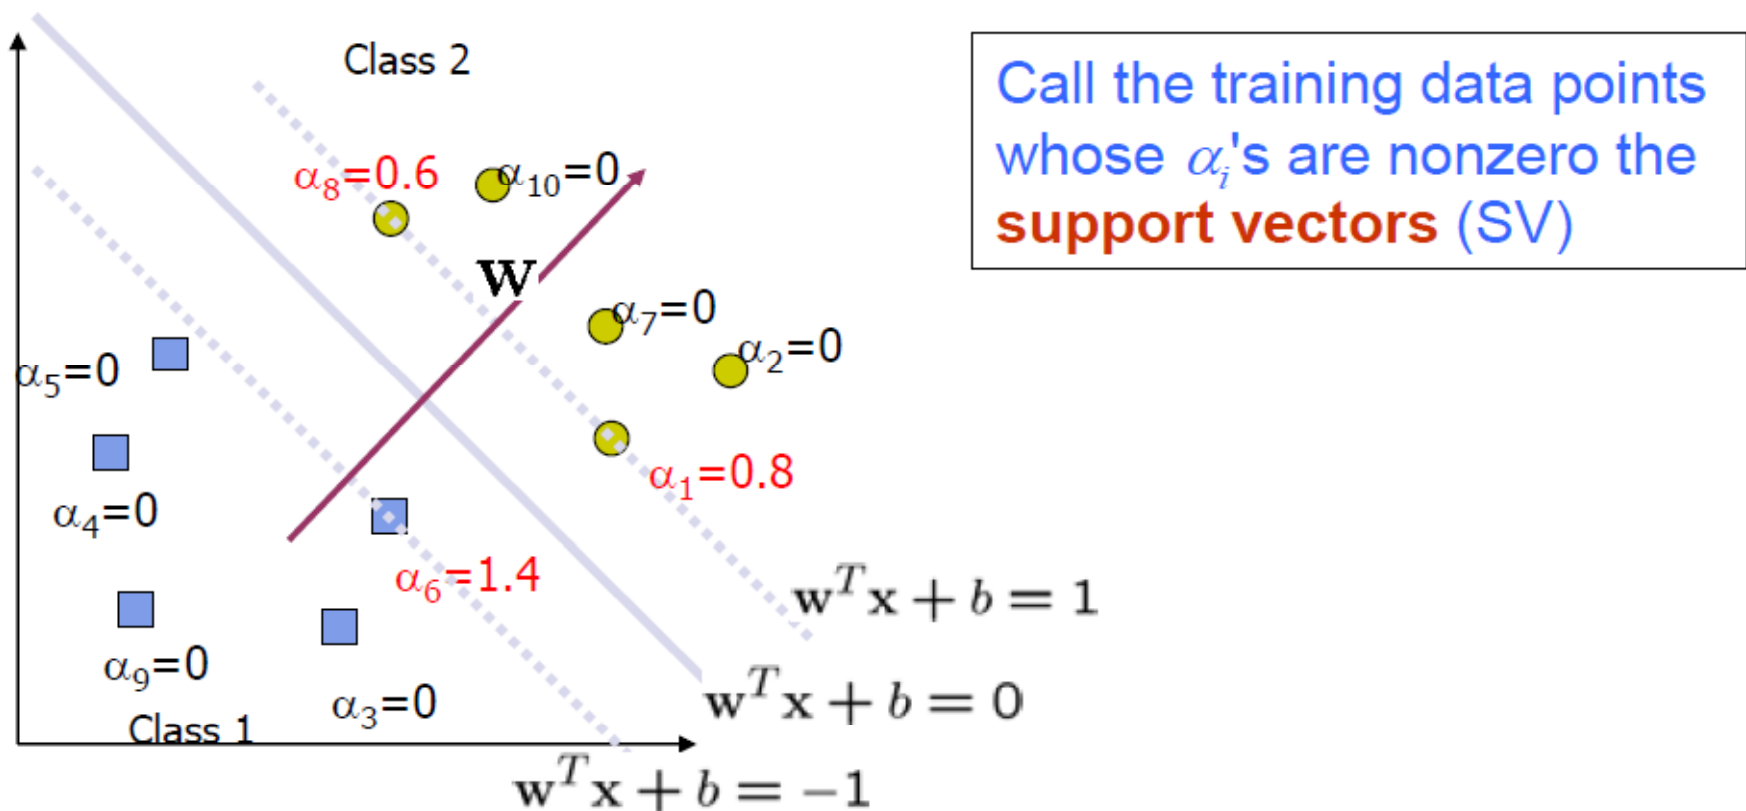 Class 2
Call the training data points
whose αᵢ's are nonzero the
support vectors (SV)
α₈=0.6
α₁₀=0
w
α₇=0
α₂=0
α₅=0
α₁=0.8
α₄=0
α₆=1.4
wᵀx + b = 1
α₉=0
α₃=0
wᵀx + b = 0
Class 1
wᵀx + b = −1